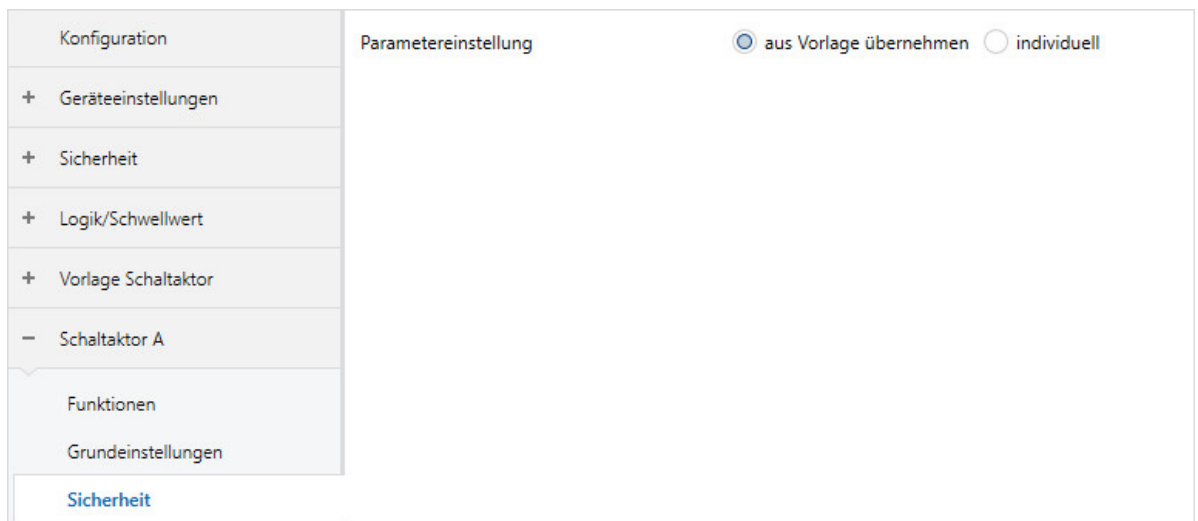 Konfiguration
Parametereinstellung aus Vorlage übernehmen individuell
+ Geräteeinstellungen
+ Sicherheit
+ Logik/Schwellwert
+ Vorlage Schaltaktor
− Schaltaktor A
Funktionen
Grundeinstellungen
Sicherheit